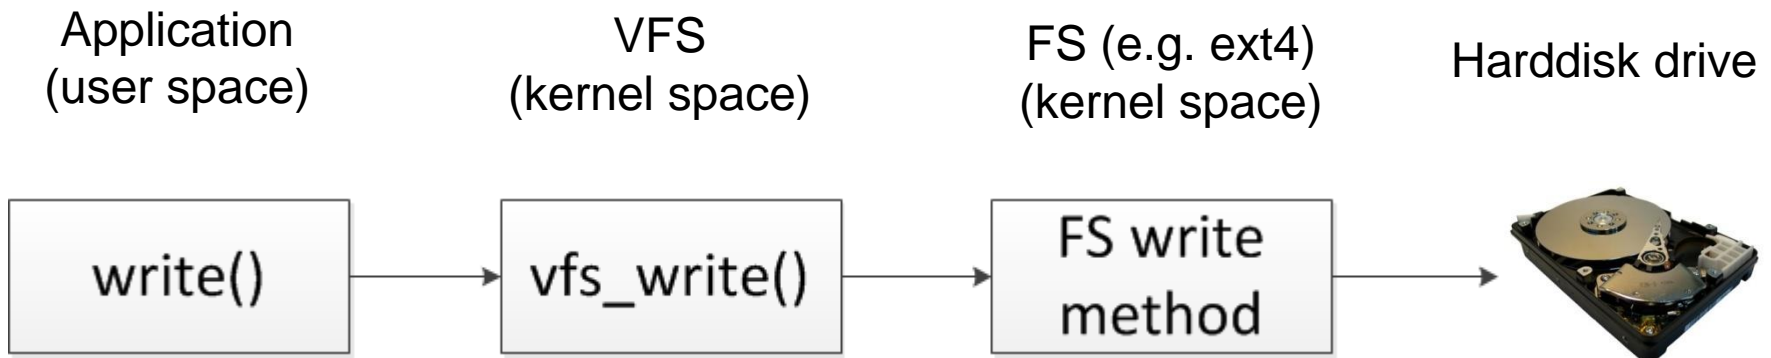 Application
(user space)
VFS
(kernel space)
FS (e.g. ext4)
(kernel space)
Harddisk drive
write()
vfs_write()
FS write
method